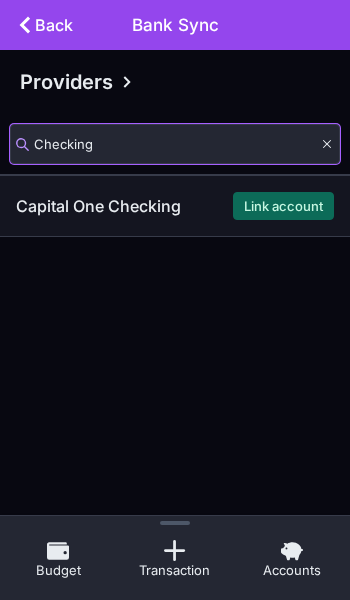 Back
Bank Sync
Providers
Checking
Capital One Checking
Link account
Budget
Transaction
Accounts